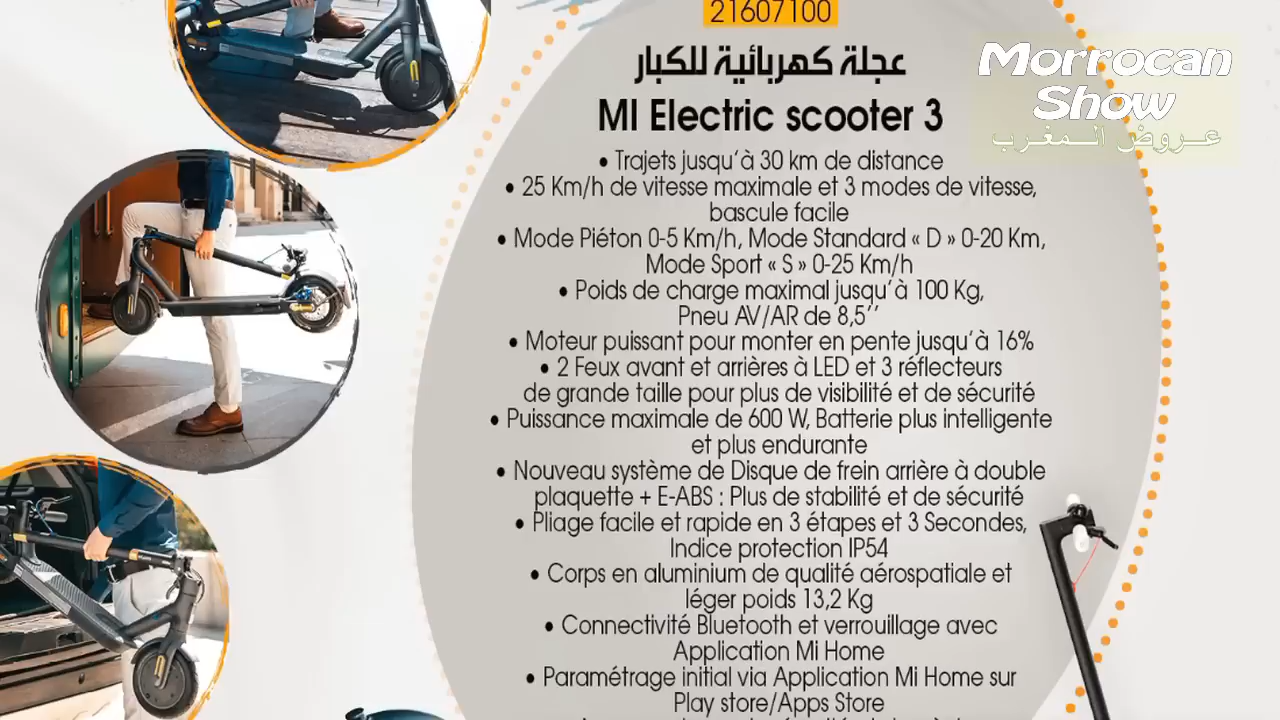 21607100
عجلة كهربائية للكبار
MI Electric scooter 3
• Trajets jusqu'à 30 km de distance
• 25 Km/h de vitesse maximale et 3 modes de vitesse,
bascule facile
• Mode Piéton 0-5 Km/h, Mode Standard « D » 0-20 Km,
Mode Sport « S » 0-25 Km/h
• Poids de charge maximal jusqu'à 100 Kg,
Pneu AV/AR de 8,5''
• Moteur puissant pour monter en pente jusqu'à 16%
• 2 Feux avant et arrières à LED et 3 réflecteurs
de grande taille pour plus de visibilité et de sécurité
• Puissance maximale de 600 W, Batterie plus intelligente
et plus endurante
• Nouveau système de Disque de frein arrière à double
plaquette + E-ABS : Plus de stabilité et de sécurité
• Pliage facile et rapide en 3 étapes et 3 Secondes,
Indice protection IP54
• Corps en aluminium de qualité aérospatiale et
léger poids 13,2 Kg
• Connectivité Bluetooth et verrouillage avec
Application Mi Home
• Paramétrage initial via Application Mi Home sur
Play store/Apps Store
Morrocan
Show
عـروض الـمغرب